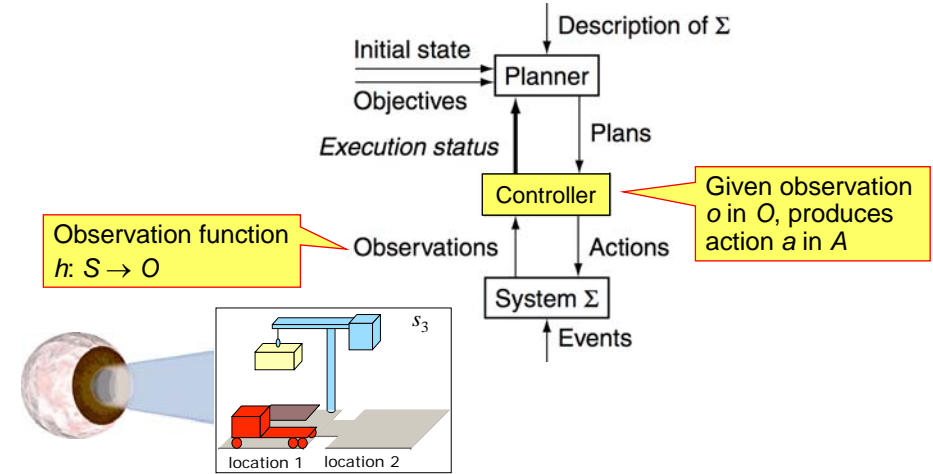 Description of Σ
Initial state
Planner
Objectives
Plans
Execution status
Controller
Given observation
o in O, produces
action a in A
Observation function
h: S → O
Observations
Actions
System Σ
Events
s₃
location 1
location 2